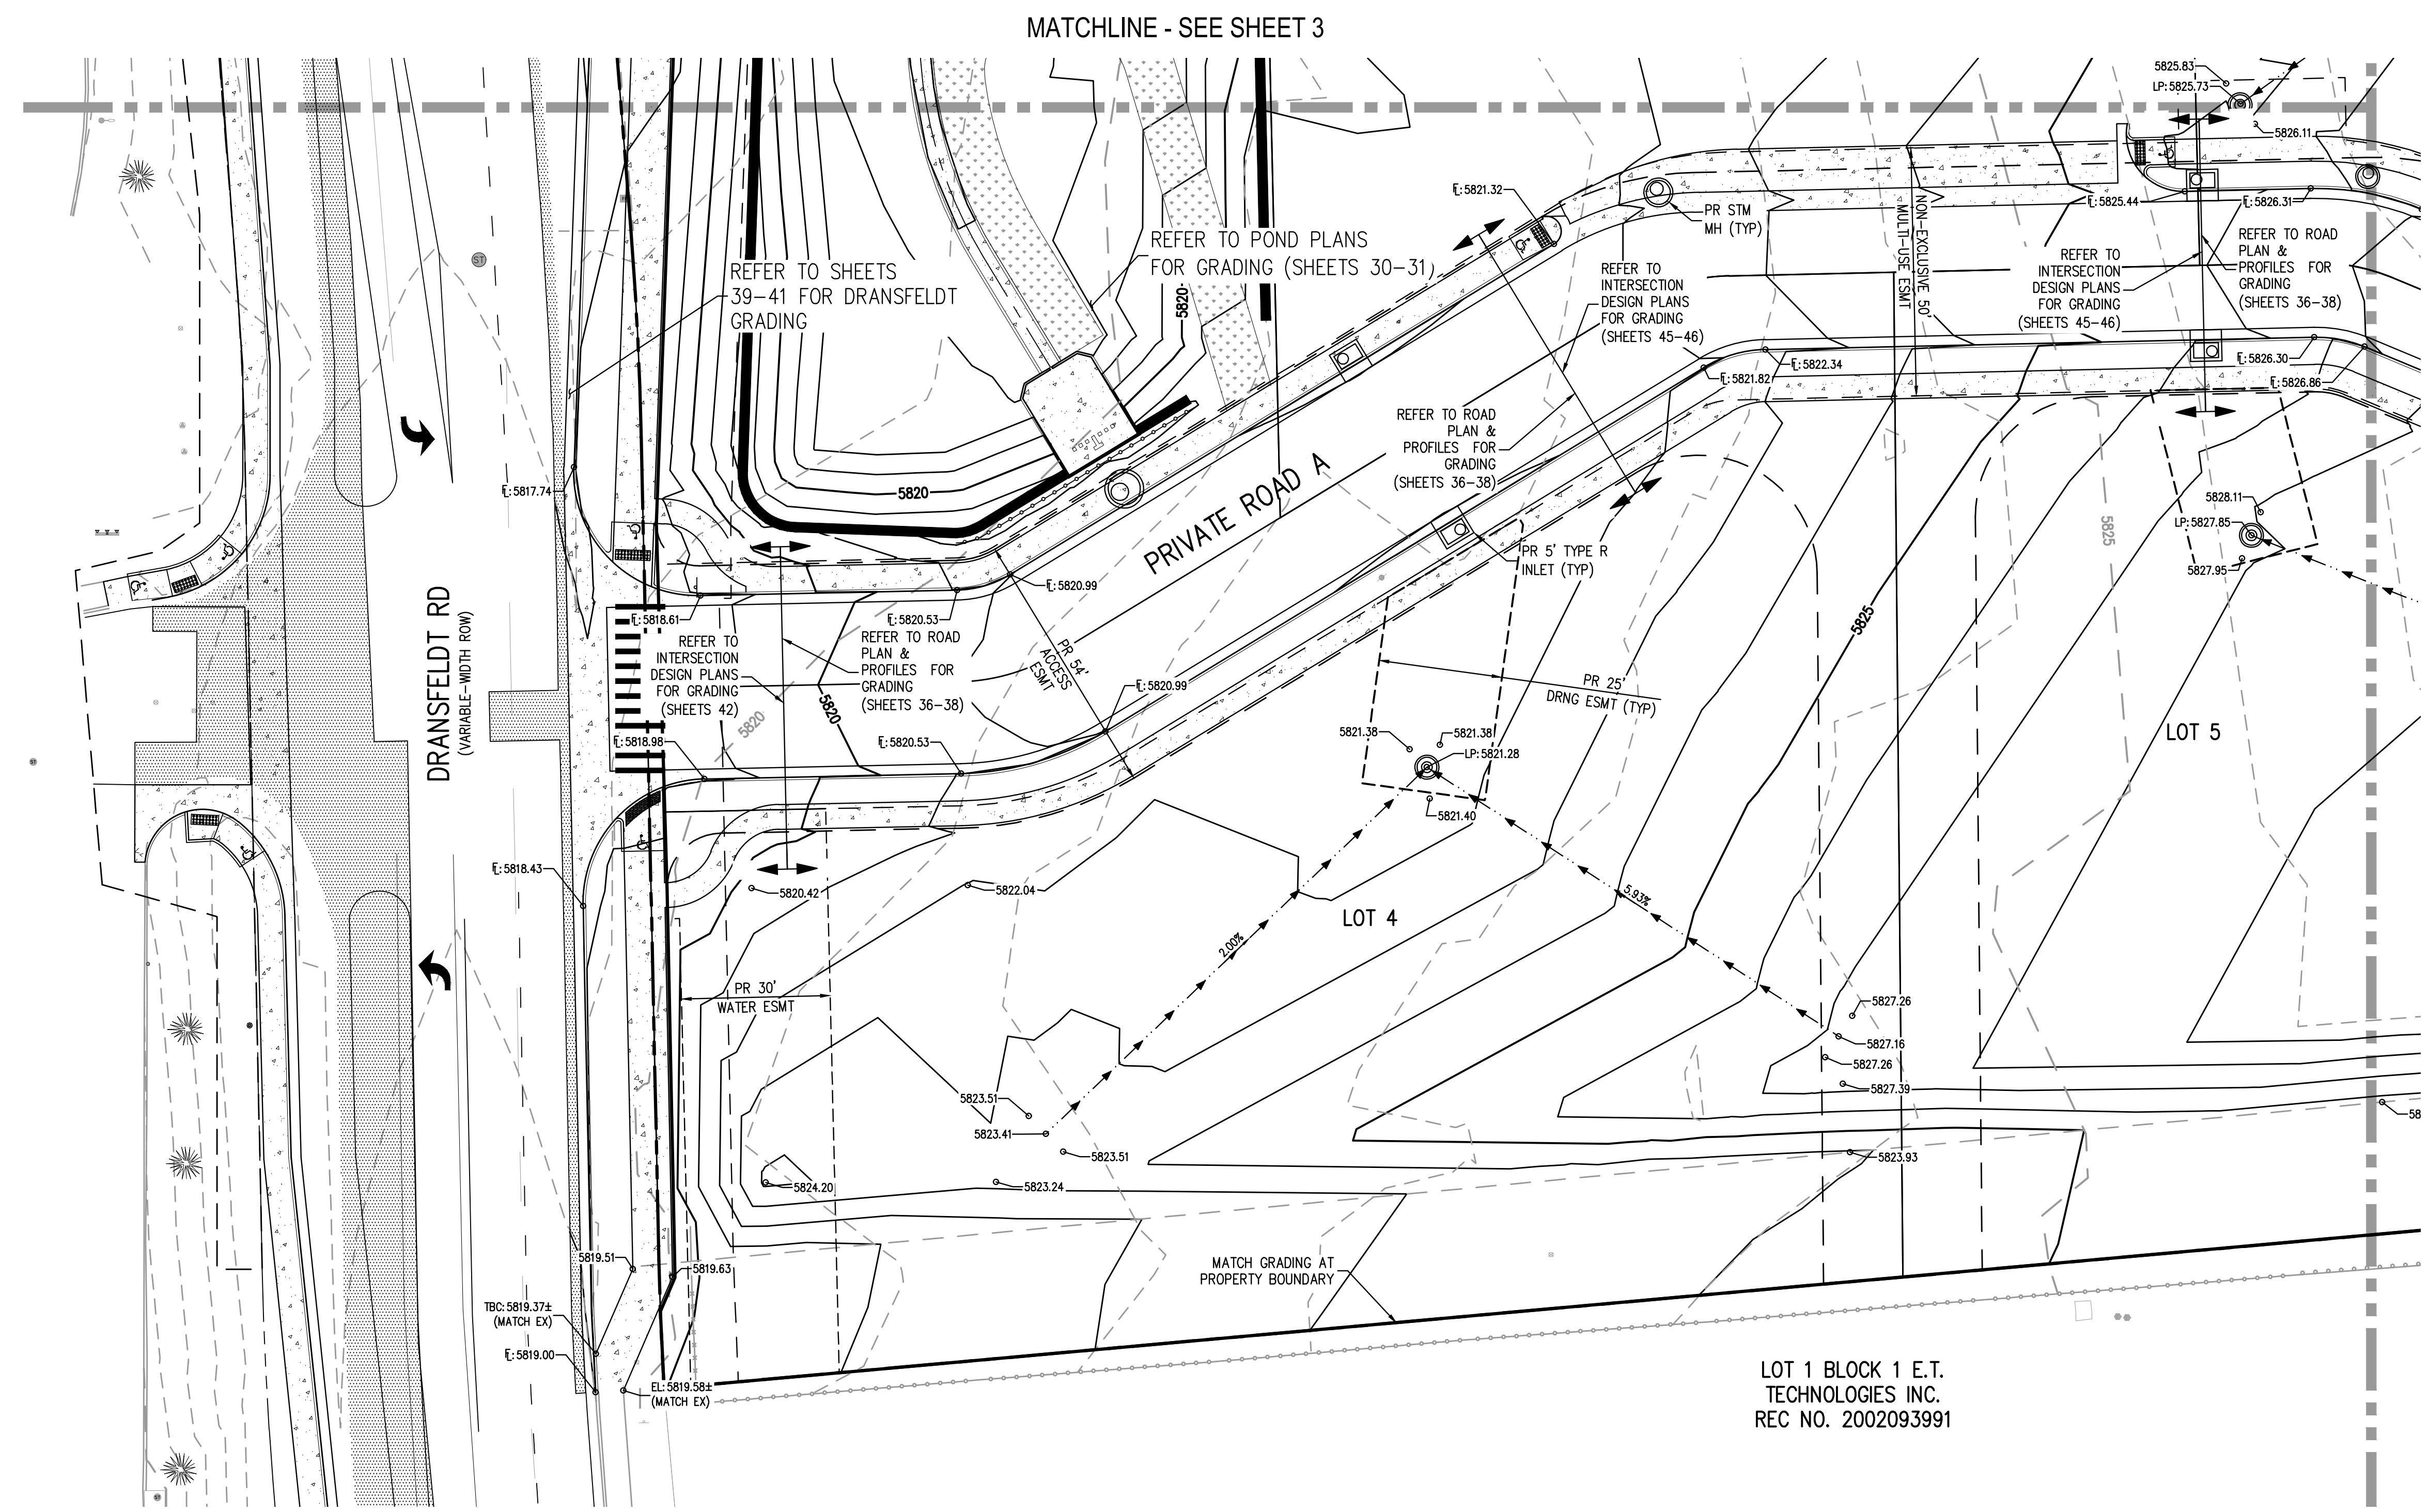 MATCHLINE - SEE SHEET 3
5825.83
LP:5825.73
5826.11
FL:5821.32
PR STM
MH (TYP)
NON-EXCLUSIVE 50'
MULTI-USE ESMT
FL:5825.44
FL:5826.31
REFER TO POND PLANS
FOR GRADING (SHEETS 30-31)
REFER TO SHEETS
39-41 FOR DRANSFELDT
GRADING
5820
REFER TO
INTERSECTION
DESIGN PLANS
FOR GRADING
(SHEETS 45-46)
REFER TO
INTERSECTION
DESIGN PLANS
FOR GRADING
(SHEETS 45-46)
REFER TO ROAD
PLAN &
PROFILES FOR
GRADING
(SHEETS 36-38)
ST
FL:5822.34
FL:5821.82
FL:5826.30
FL:5826.86
REFER TO ROAD
PLAN &
PROFILES FOR
GRADING
(SHEETS 36-38)
FL:5817.74
5820
PRIVATE ROAD A
5828.11
LP:5827.85
5827.95
5825
PR 5' TYPE R
INLET (TYP)
FL:5820.99
FL:5818.61
FL:5820.53
REFER TO
INTERSECTION
DESIGN PLANS
FOR GRADING
(SHEETS 42)
REFER TO ROAD
PLAN &
PROFILES FOR
GRADING
(SHEETS 36-38)
PR 54'
ACCESS
ESMT
5825
DRANSFELDT RD
(VARIABLE-WIDTH ROW)
FL:5820.99
PR 25'
DRNG ESMT (TYP)
5820
5820
LOT 5
FL:5818.98
FL:5820.53
5821.38
5821.38
LP:5821.28
5821.40
FL:5818.43
5820.42
5822.04
5.93%
LOT 4
2.00%
PR 30'
WATER ESMT
5827.26
5827.16
5827.26
5827.39
5823.51
5823.41
5823.51
58
5823.93
5824.20
5823.24
5819.51
5819.63
MATCH GRADING AT
PROPERTY BOUNDARY
TBC:5819.37±
(MATCH EX)
FL:5819.00
EL:5819.58±
(MATCH EX)
LOT 1 BLOCK 1 E.T.
TECHNOLOGIES INC.
REC NO. 2002093991
ST